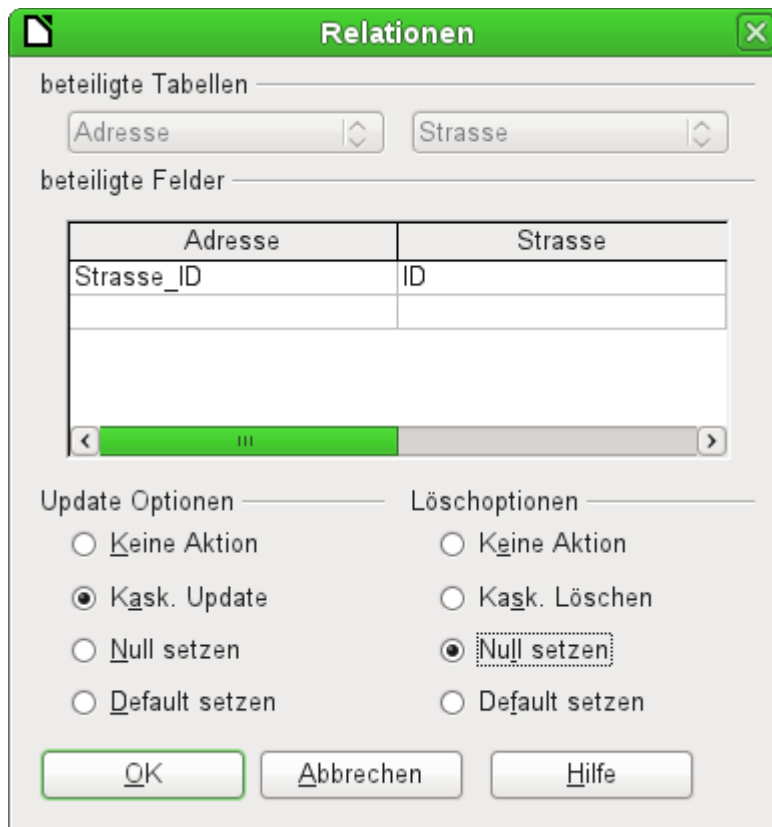 Relationen
beteiligte Tabellen
Adresse Strasse
beteiligte Felder
Adresse Strasse
Strasse_ID ID
Update Optionen Löschoptionen
Keine Aktion Keine Aktion
Kask. Update Kask. Löschen
Null setzen Null setzen
Default setzen Default setzen
OK Abbrechen Hilfe